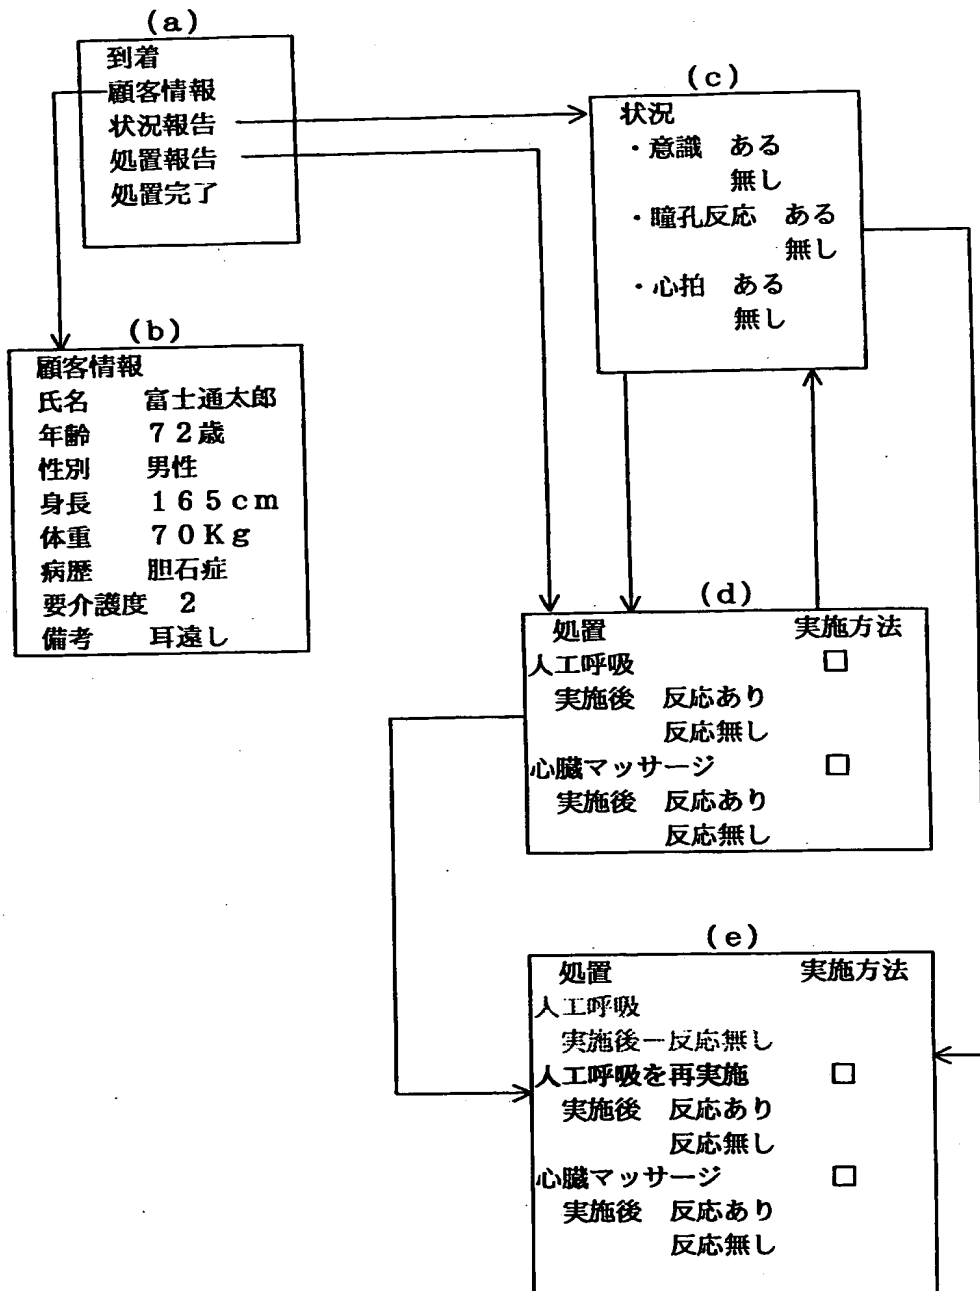 (a)
到着
顧客情報
状況報告
処置報告
処置完了
(b)
顧客情報
氏名 富士通太郎
年齢 72歳
性別 男性
身長 165cm
体重 70Kg
病歴 胆石症
要介護度 2
備考 耳遠し
(c)
状況
・意識 ある
無し
・瞳孔反応 ある
無し
・心拍 ある
無し
(d)
処置 実施方法
人工呼吸 □
実施後 反応あり
反応無し
心臓マッサージ □
実施後 反応あり
反応無し
(e)
処置 実施方法
人工呼吸
実施後－反応無し
人工呼吸を再実施 □
実施後 反応あり
反応無し
心臓マッサージ □
実施後 反応あり
反応無し